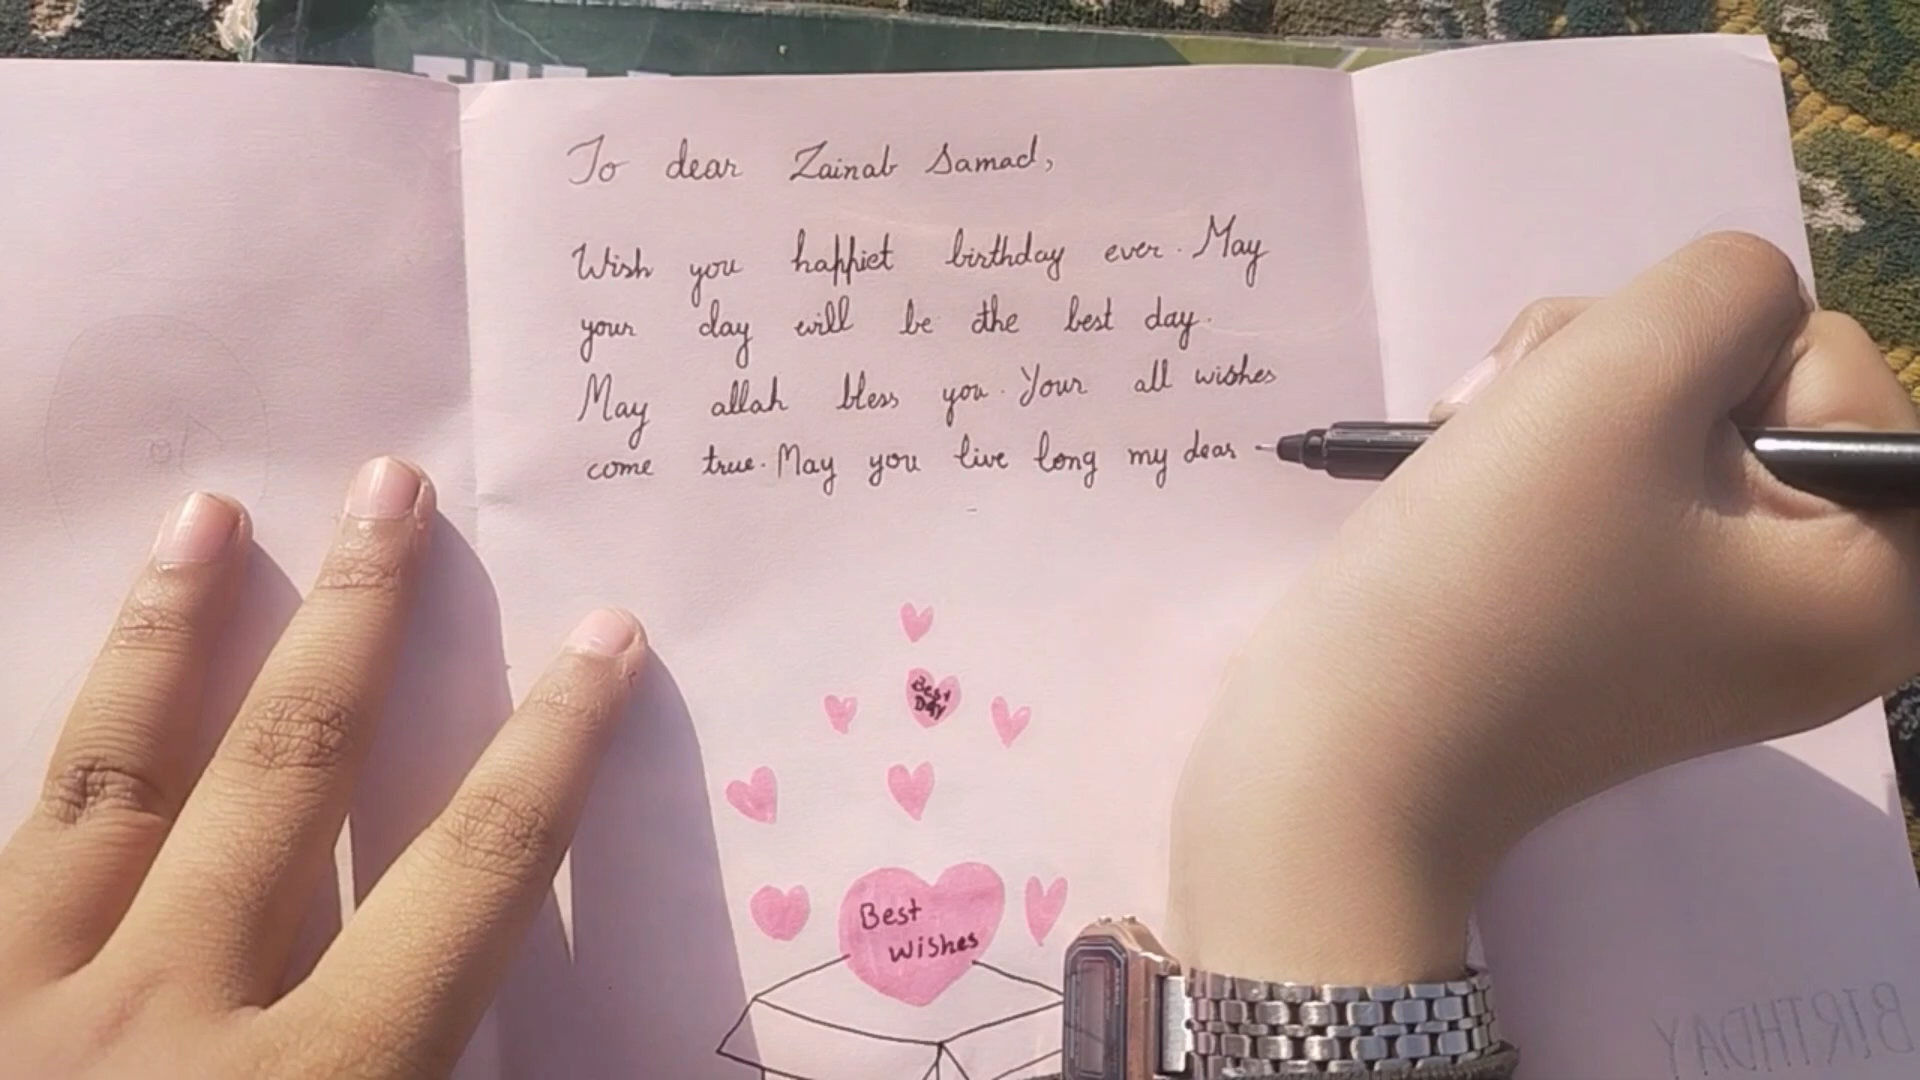 To dear Zainab Samad,
Wish you happiet birthday ever. May
your day will be the best day.
May allah bless you. Your all wishes
come true. May you live long my dear
Best
Day
Best
Wishes
BIRTHDAY